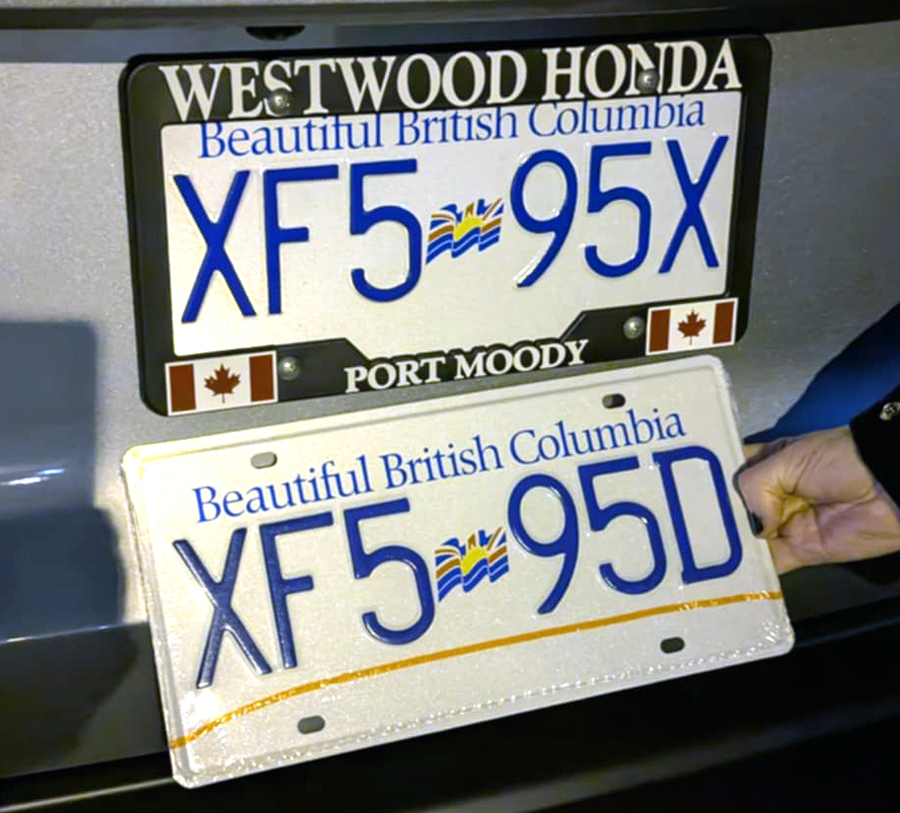 WESTWOOD HONDA
Beautiful British Columbia
XF5 95X
PORT MOODY
Beautiful British Columbia
XF5 95D